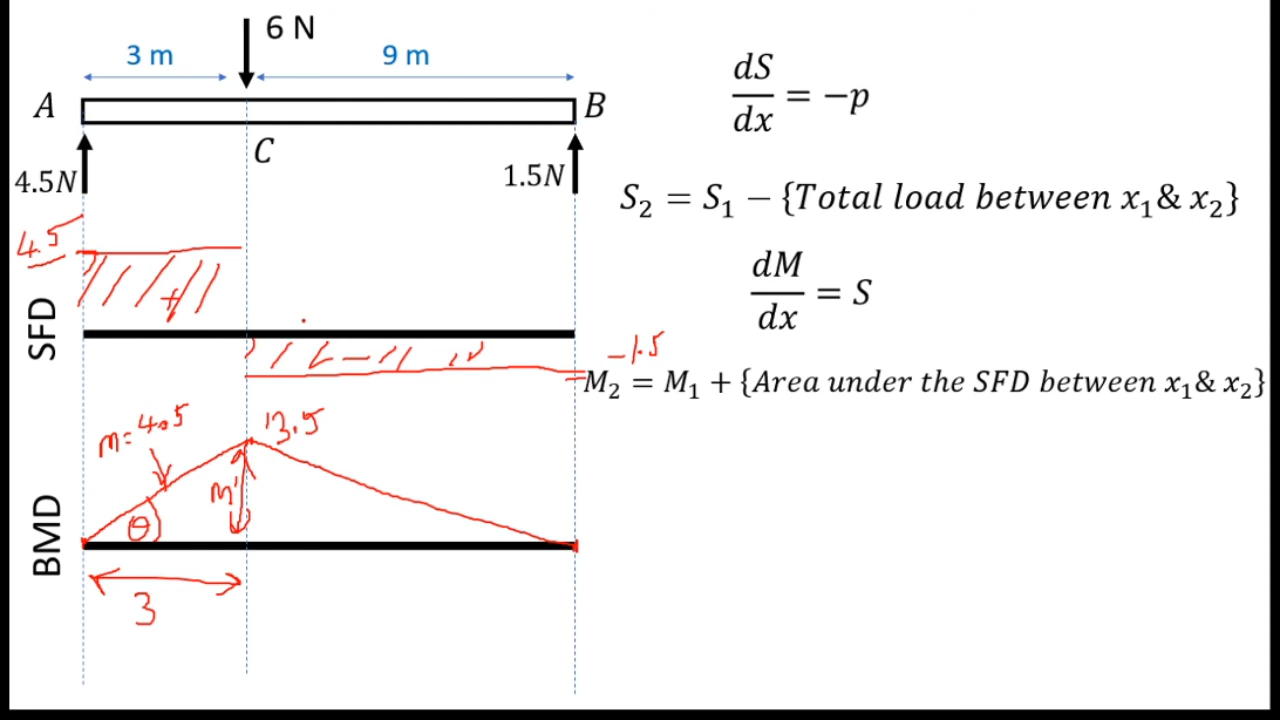 6 N
3 m
9 m
A
B
C
4.5N
1.5N
4.5
+
SFD
−
-1.5
m=4.5
13.5
M'
θ
BMD
3
dS/dx = −p
S₂ = S₁ − {Total load between x₁& x₂}
dM/dx = S
M₂ = M₁ + {Area under the SFD between x₁& x₂}